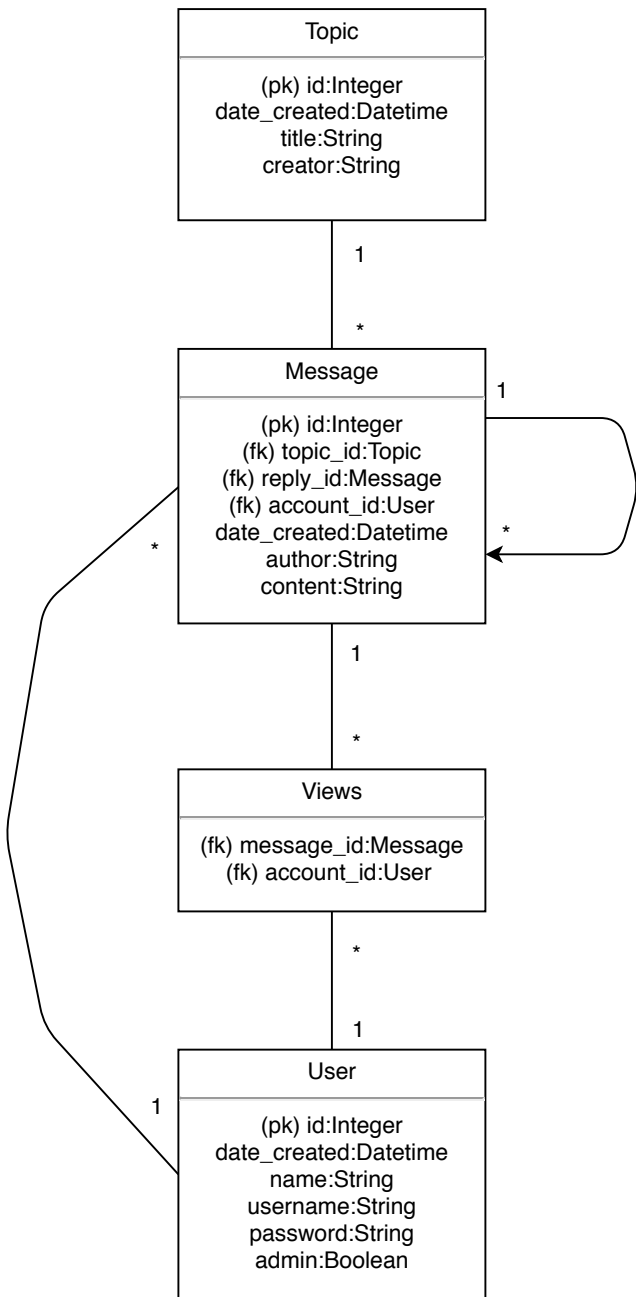 Topic
(pk) id:Integer
date_created:Datetime
title:String
creator:String
1
*
Message
(pk) id:Integer
(fk) topic_id:Topic
(fk) reply_id:Message
(fk) account_id:User
date_created:Datetime
author:String
content:String
1
*
*
1
*
Views
(fk) message_id:Message
(fk) account_id:User
*
1
1
User
(pk) id:Integer
date_created:Datetime
name:String
username:String
password:String
admin:Boolean